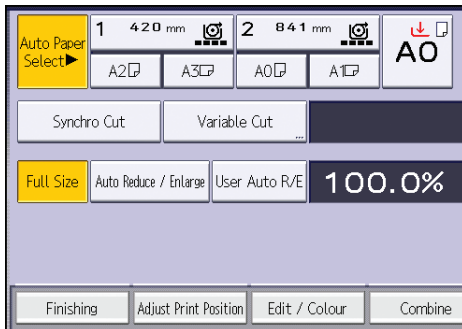 Auto Paper
Select▶
1 420 mm
2 841 mm
A0
A2
A3
A0
A1
Synchro Cut
Variable Cut
...
Full Size
Auto Reduce / Enlarge
User Auto R/E
100.0%
Finishing
Adjust Print Position
Edit / Colour
Combine